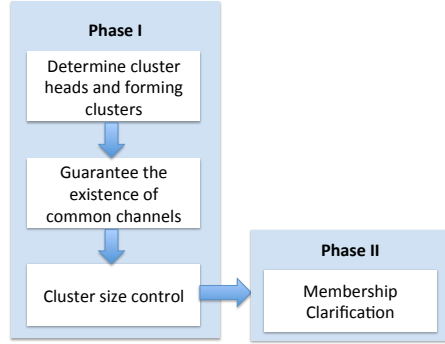 Phase I
Determine cluster
heads and forming
clusters
Guarantee the
existence of
common channels
Cluster size control
Phase II
Membership
Clarification